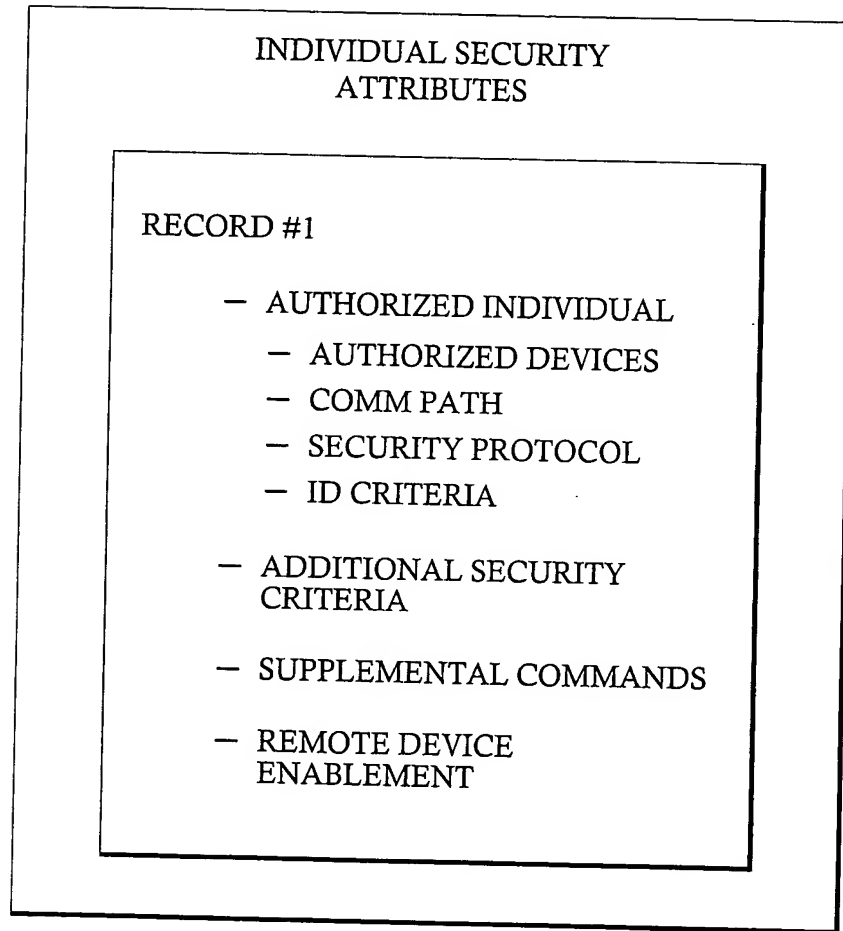 INDIVIDUAL SECURITY
ATTRIBUTES
RECORD #1
— AUTHORIZED INDIVIDUAL
— AUTHORIZED DEVICES
— COMM PATH
— SECURITY PROTOCOL
— ID CRITERIA
— ADDITIONAL SECURITY
CRITERIA
— SUPPLEMENTAL COMMANDS
— REMOTE DEVICE
ENABLEMENT